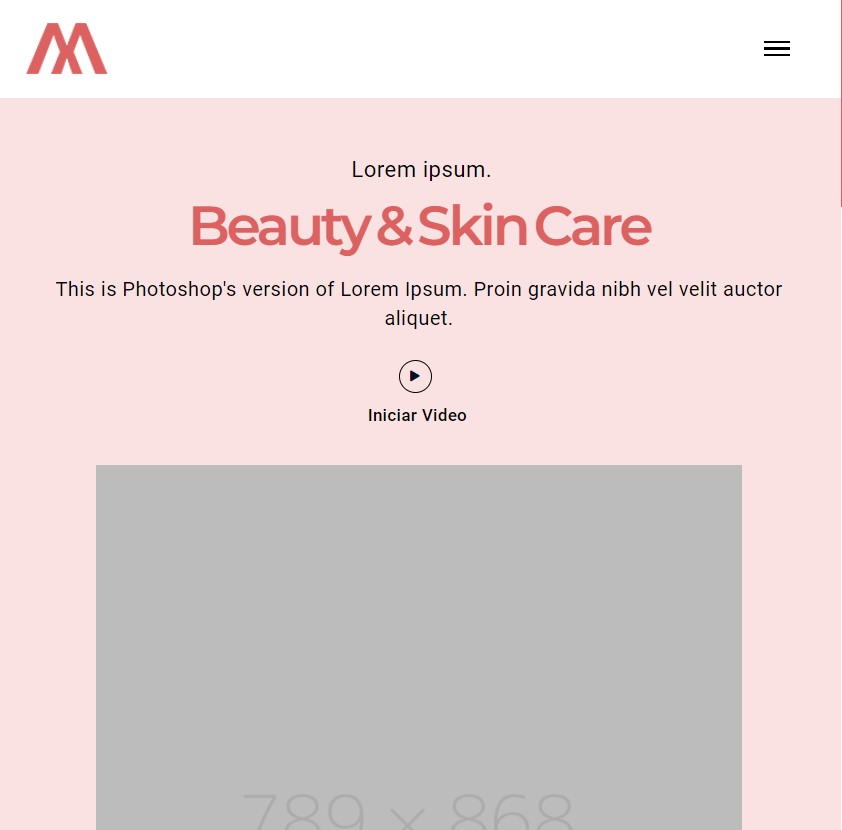 Lorem ipsum.
Beauty & Skin Care
This is Photoshop's version of Lorem Ipsum. Proin gravida nibh vel velit auctor
aliquet.
Iniciar Video
789 × 868